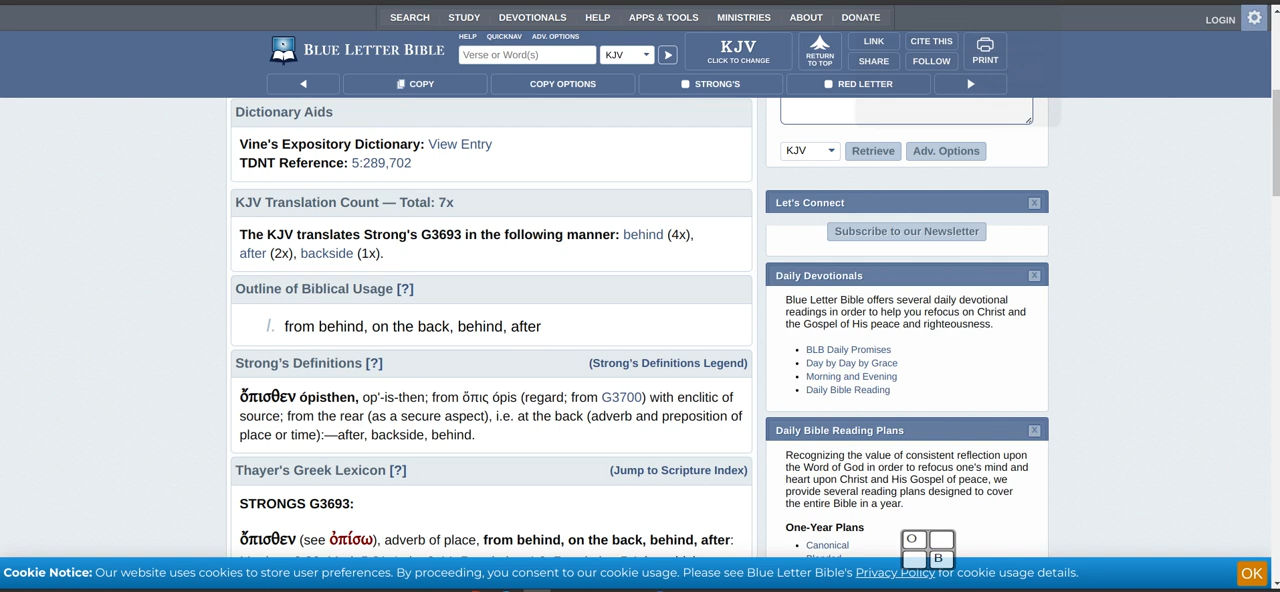 SEARCH STUDY DEVOTIONALS HELP APPS & TOOLS MINISTRIES ABOUT DONATE
LOGIN
BLUE LETTER BIBLE
HELP QUICKNAV ADV. OPTIONS
Verse or Word(s) KJV
KJV
CLICK TO CHANGE
RETURN
TO TOP
LINK CITE THIS
SHARE FOLLOW
PRINT
COPY COPY OPTIONS STRONG'S RED LETTER
Dictionary Aids
Vine's Expository Dictionary: View Entry
TDNT Reference: 5:289,702
KJV Translation Count — Total: 7x
The KJV translates Strong's G3693 in the following manner: behind (4x),
after (2x), backside (1x).
Outline of Biblical Usage [?]
I. from behind, on the back, behind, after
Strong's Definitions [?] (Strong's Definitions Legend)
ὄπισθεν ópisthen, op'-is-then; from ὄπις ópis (regard; from G3700) with enclitic of
source; from the rear (as a secure aspect), i.e. at the back (adverb and preposition of
place or time):—after, backside, behind.
Thayer's Greek Lexicon [?] (Jump to Scripture Index)
STRONGS G3693:
ὄπισθεν (see ὀπίσω), adverb of place, from behind, on the back, behind, after:
KJV Retrieve Adv. Options
Let's Connect X
Subscribe to our Newsletter
Daily Devotionals X
Blue Letter Bible offers several daily devotional
readings in order to help you refocus on Christ and
the Gospel of His peace and righteousness.
• BLB Daily Promises
• Day by Day by Grace
• Morning and Evening
• Daily Bible Reading
Daily Bible Reading Plans X
Recognizing the value of consistent reflection upon
the Word of God in order to refocus one's mind and
heart upon Christ and His Gospel of peace, we
provide several reading plans designed to cover
the entire Bible in a year.
One-Year Plans
• Canonical
O
B
Cookie Notice: Our website uses cookies to store user preferences. By proceeding, you consent to our cookie usage. Please see Blue Letter Bible's Privacy Policy for cookie usage details.
OK